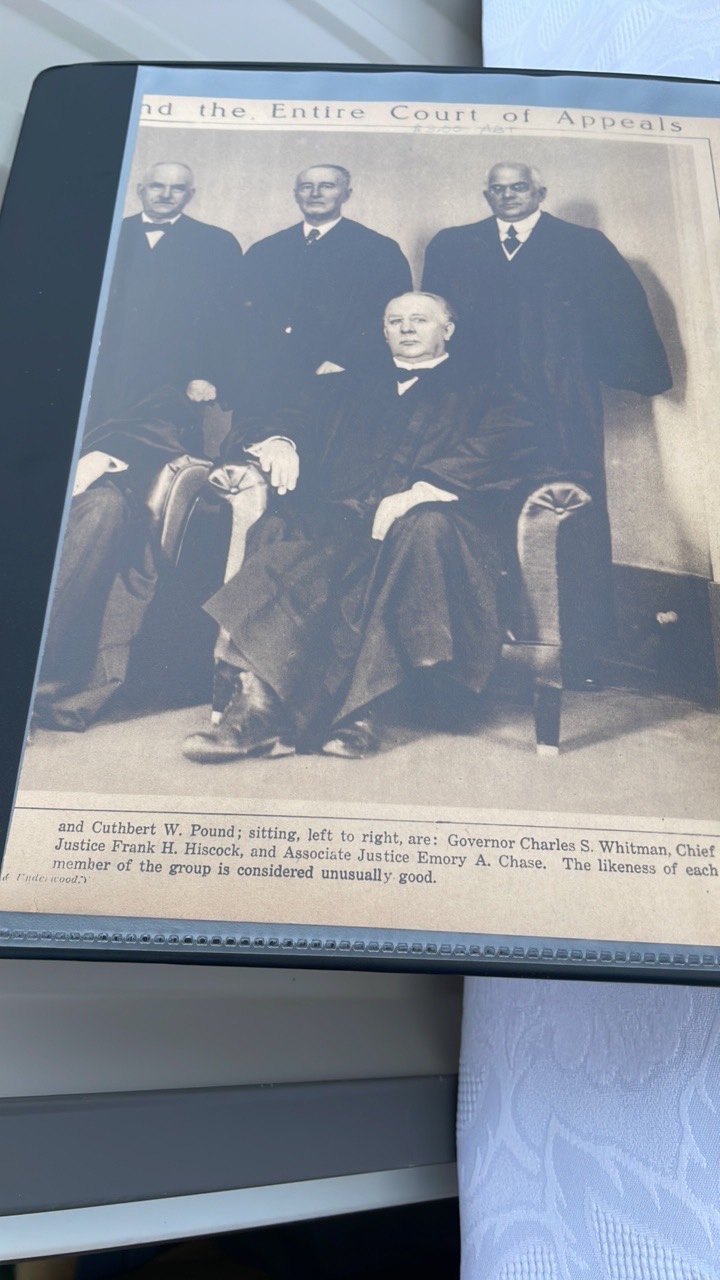 nd the Entire Court of Appeals
and Cuthbert W. Pound; sitting, left to right, are: Governor Charles S. Whitman, Chief
Justice Frank H. Hiscock, and Associate Justice Emory A. Chase. The likeness of each
member of the group is considered unusually good.
& Underwood.)